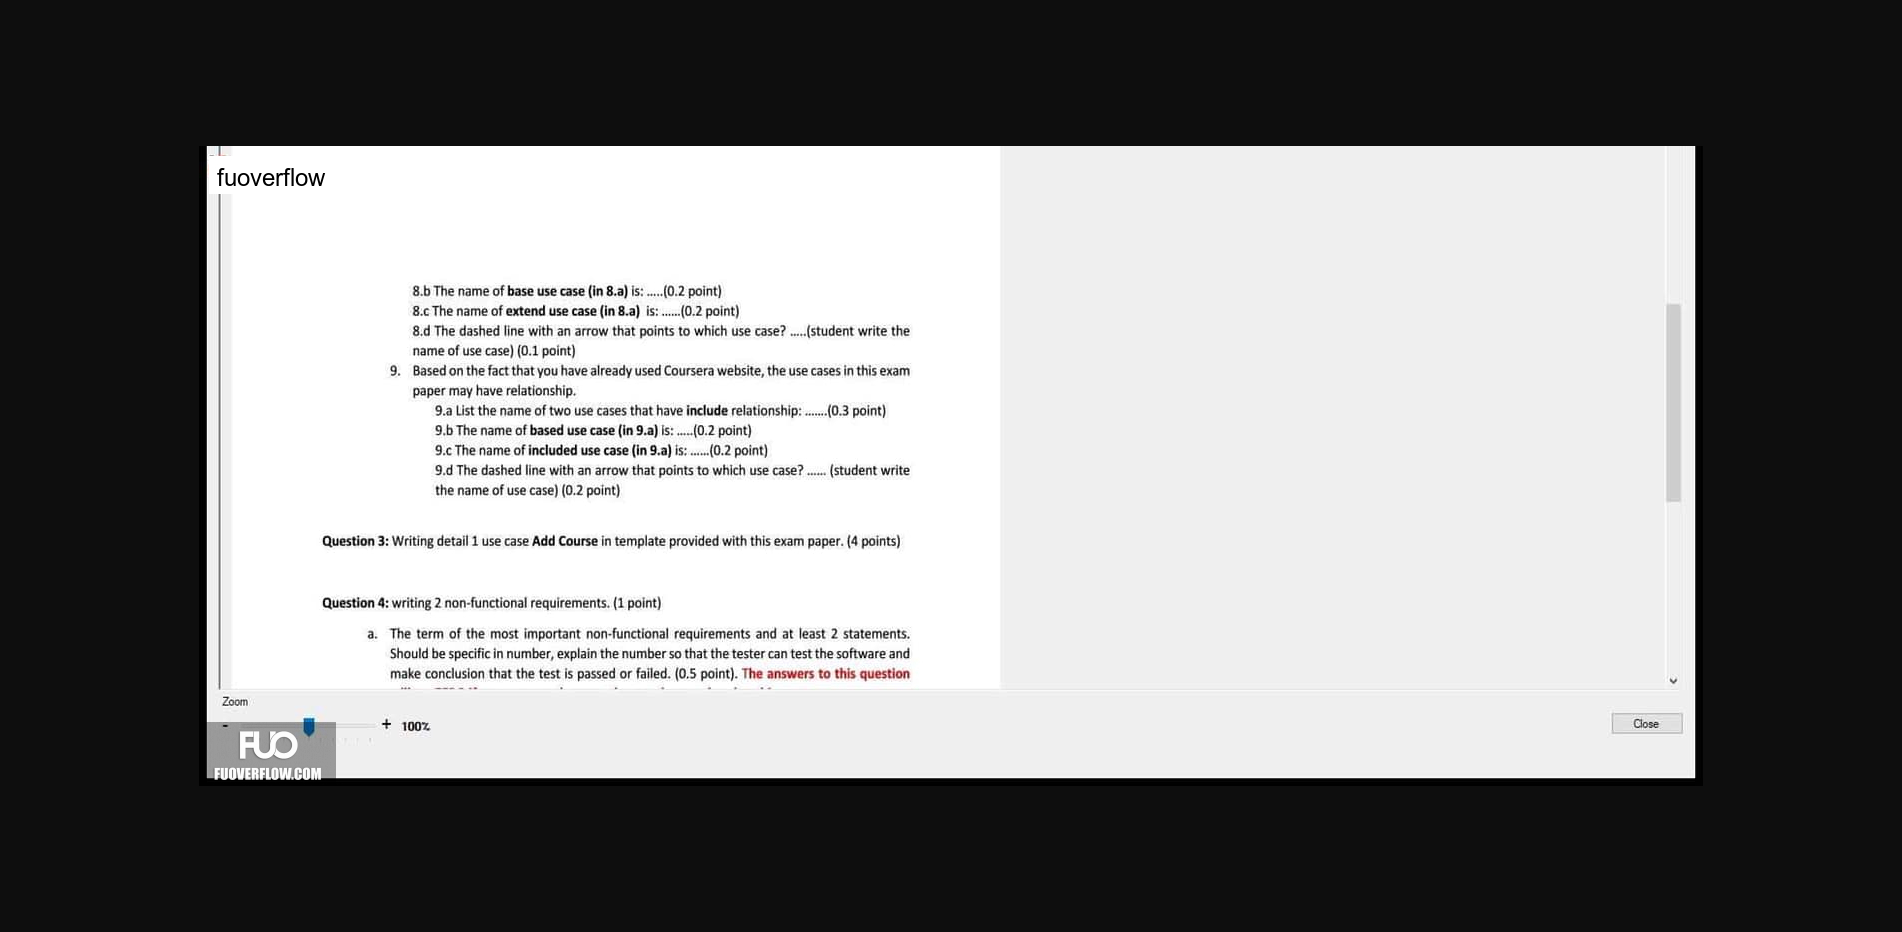 fuoverflow
8.b The name of base use case (in 8.a) is: .....(0.2 point)
8.c The name of extend use case (in 8.a) is: ......(0.2 point)
8.d The dashed line with an arrow that points to which use case? .....(student write the
name of use case) (0.1 point)
9. Based on the fact that you have already used Coursera website, the use cases in this exam
paper may have relationship.
9.a List the name of two use cases that have include relationship: .......(0.3 point)
9.b The name of based use case (in 9.a) is: .....(0.2 point)
9.c The name of included use case (in 9.a) is: ......(0.2 point)
9.d The dashed line with an arrow that points to which use case? ...... (student write
the name of use case) (0.2 point)
Question 3: Writing detail 1 use case Add Course in template provided with this exam paper. (4 points)
Question 4: writing 2 non-functional requirements. (1 point)
a. The term of the most important non-functional requirements and at least 2 statements.
Should be specific in number, explain the number so that the tester can test the software and
make conclusion that the test is passed or failed. (0.5 point). The answers to this question
Zoom
- + 100%
Close
FUO
FUOVERFLOW.COM